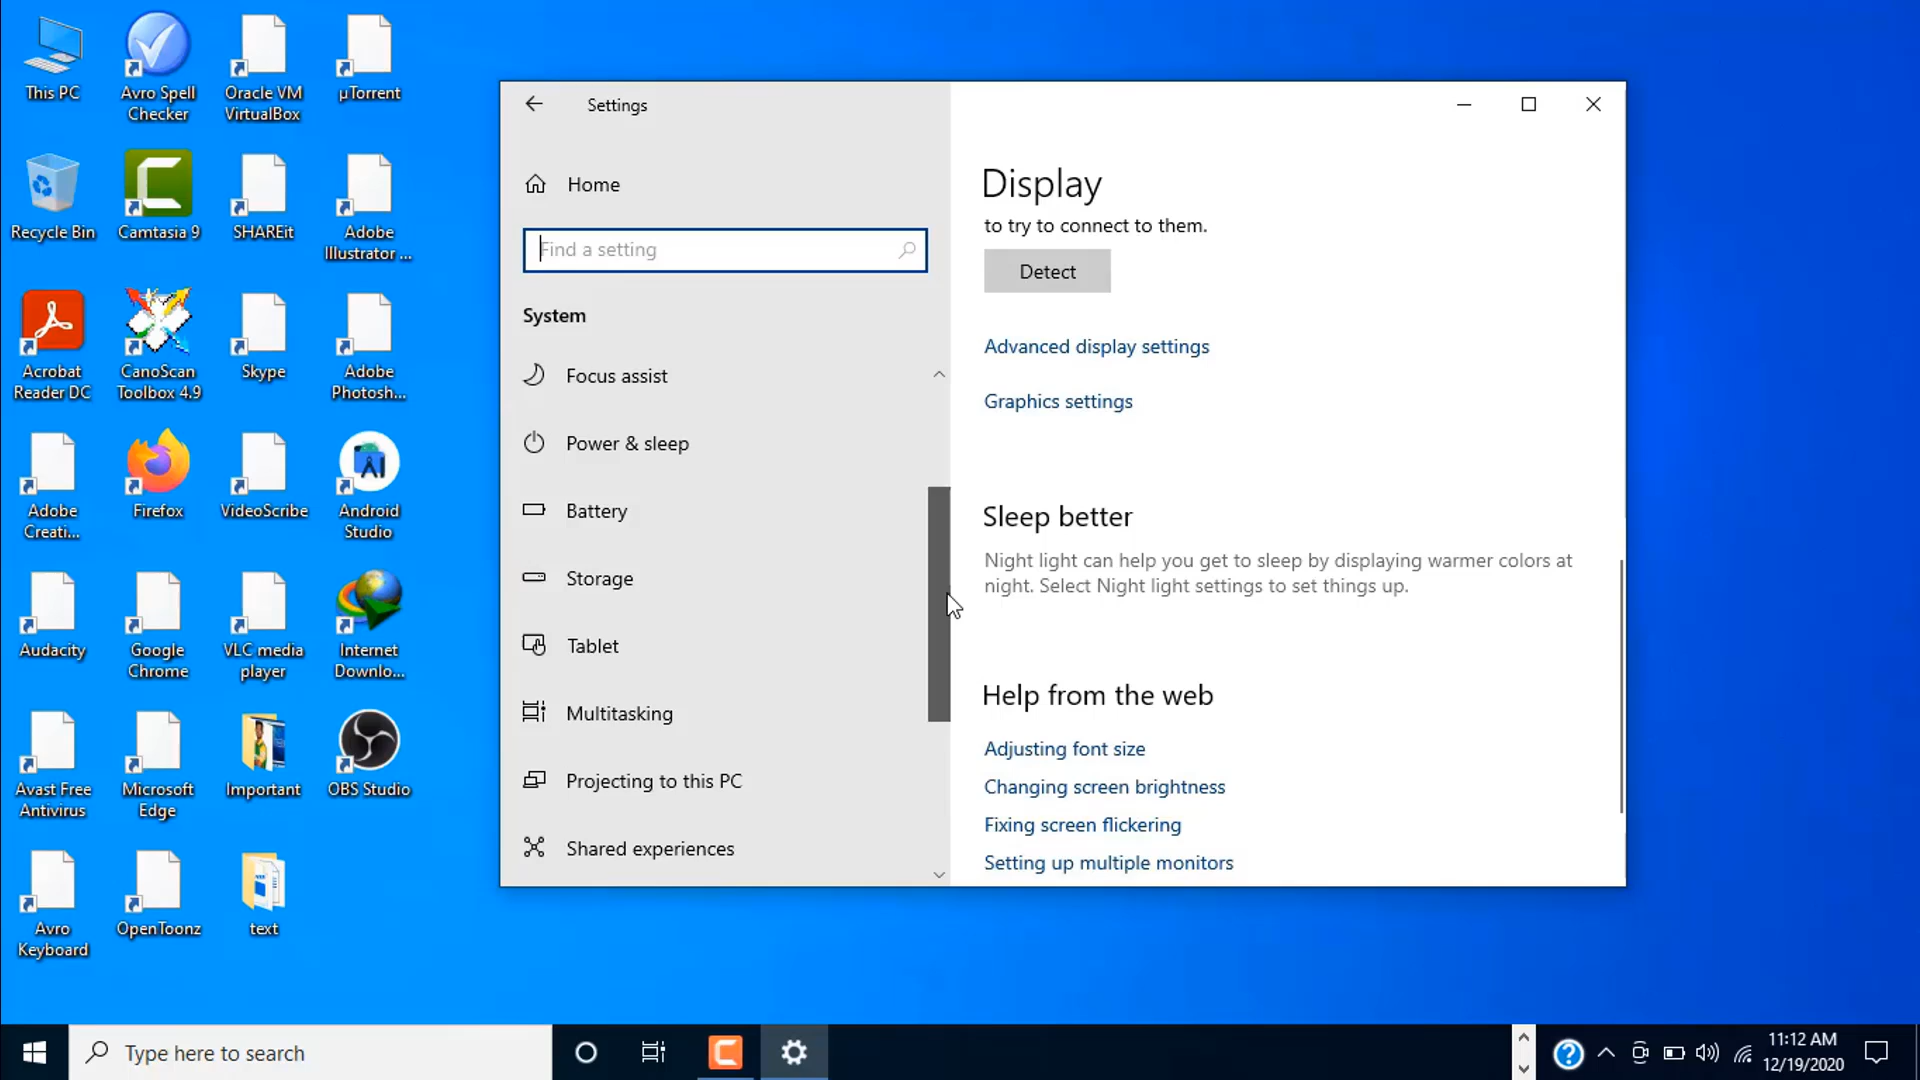 This PC
Avro Spell
Checker
Oracle VM
VirtualBox
µTorrent
Recycle Bin
Camtasia 9
SHAREit
Adobe
Illustrator ...
Acrobat
Reader DC
CanoScan
Toolbox 4.9
Skype
Adobe
Photosh...
Adobe
Creati...
Firefox
VideoScribe
Android
Studio
Audacity
Google
Chrome
VLC media
player
Internet
Downlo...
Avast Free
Antivirus
Microsoft
Edge
Important
OBS Studio
Avro
Keyboard
OpenToonz
text
Settings
Home
Find a setting
System
Focus assist
Power & sleep
Battery
Storage
Tablet
Multitasking
Projecting to this PC
Shared experiences
Display
to try to connect to them.
Detect
Advanced display settings
Graphics settings
Sleep better
Night light can help you get to sleep by displaying warmer colors at
night. Select Night light settings to set things up.
Help from the web
Adjusting font size
Changing screen brightness
Fixing screen flickering
Setting up multiple monitors
Type here to search
11:12 AM
12/19/2020